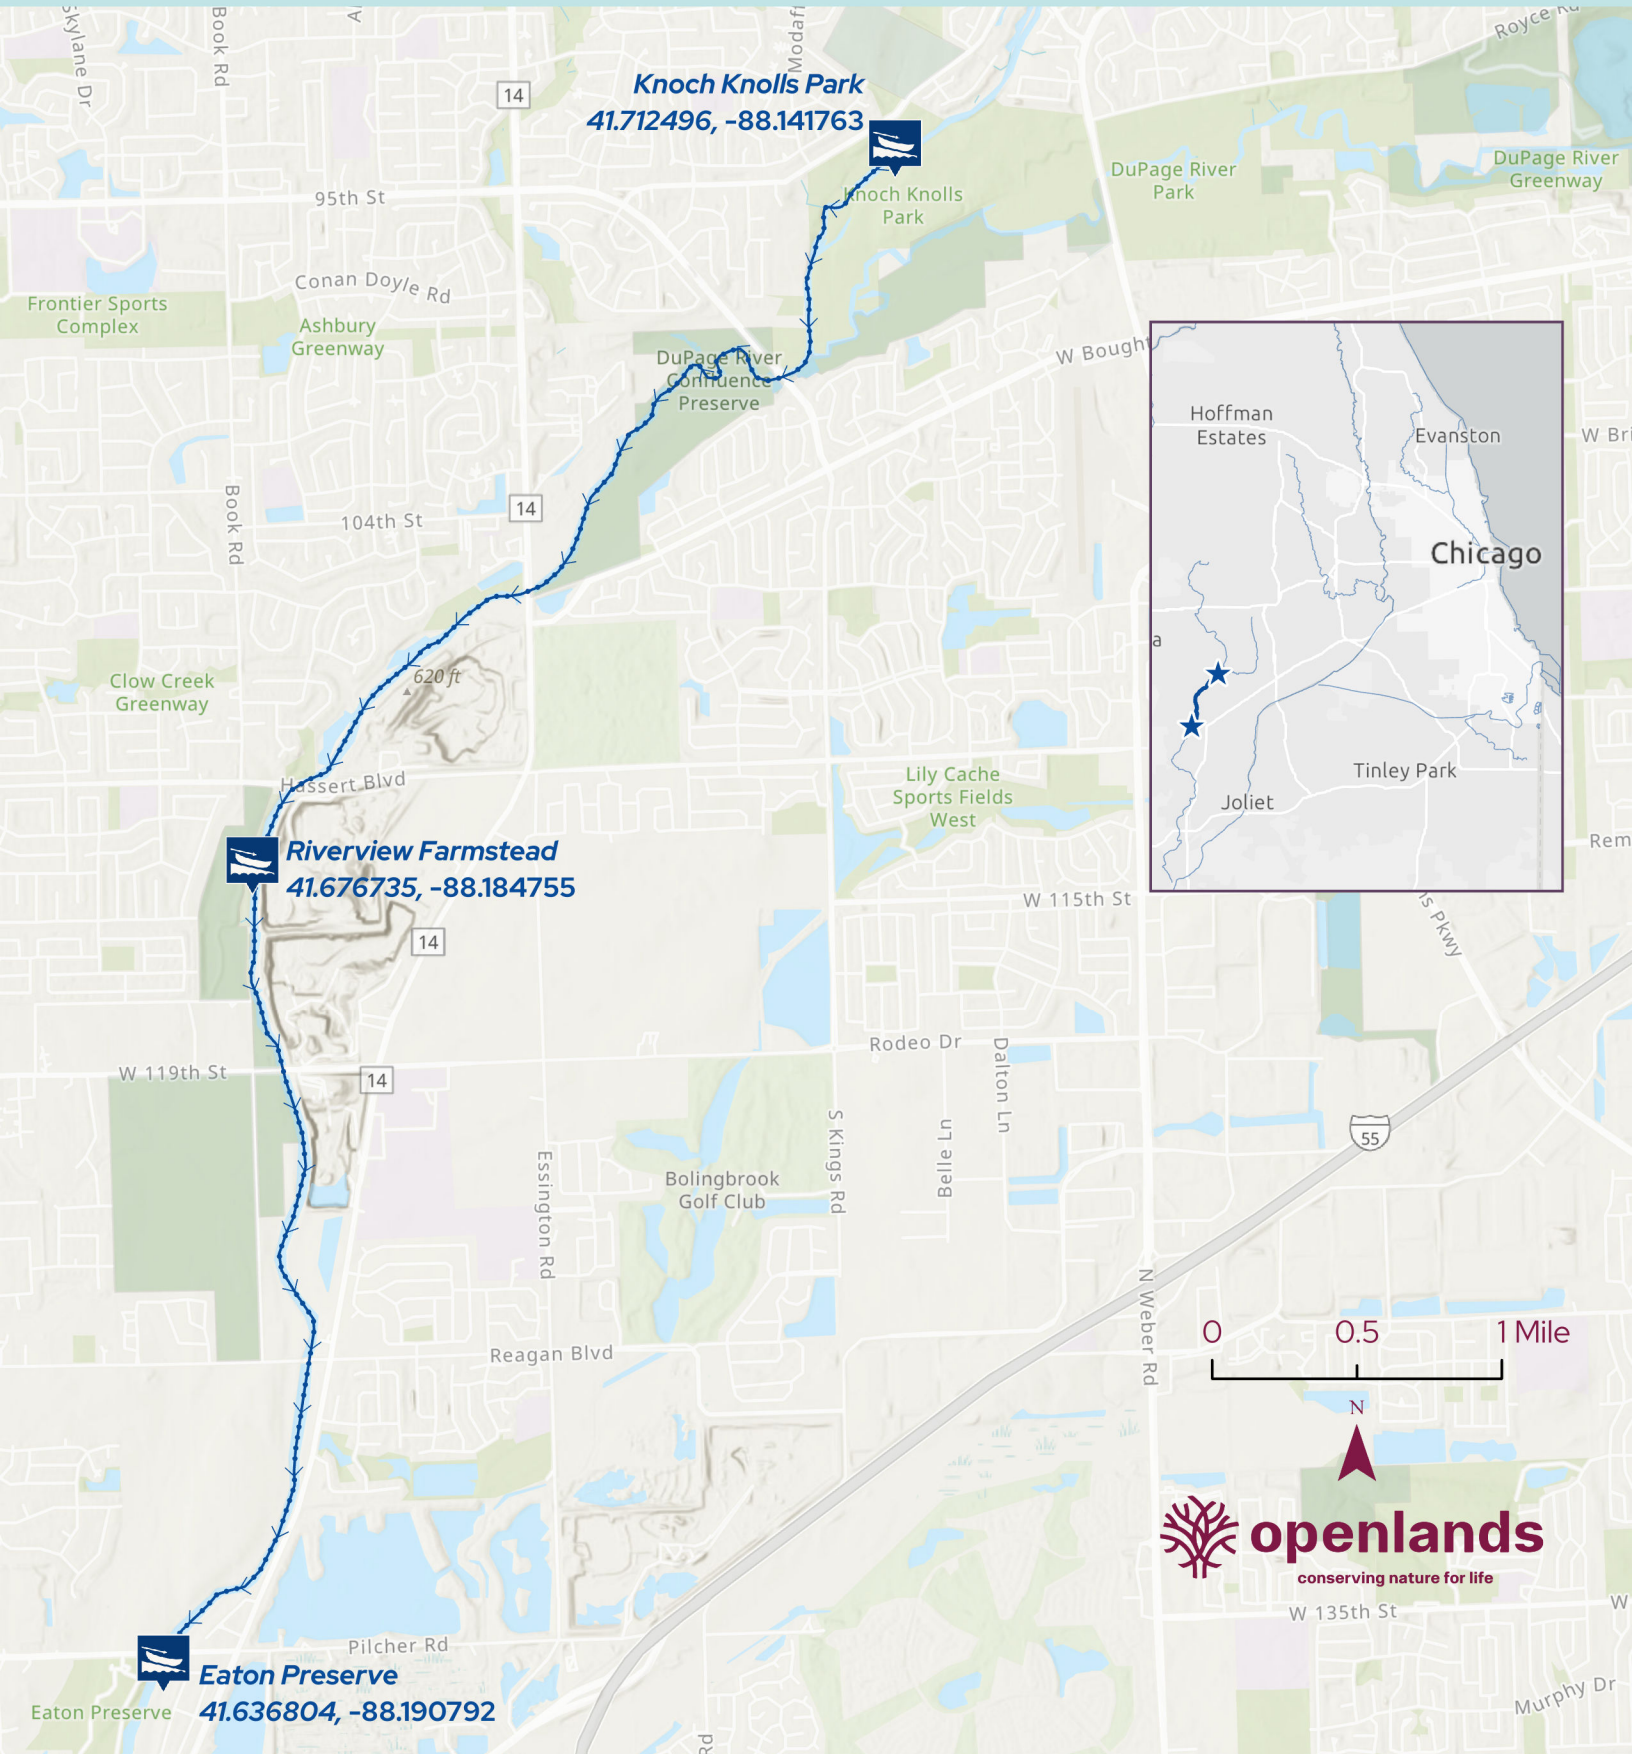 Skylane Dr
Book Rd
Royce Rd
Knoch Knolls Park
41.712496, -88.141763
14
95th St
Knoch Knolls
Park
DuPage River
Park
DuPage River
Greenway
Conan Doyle Rd
Frontier Sports
Complex
Ashbury
Greenway
DuPage River
Confluence
Preserve
W Bought
Hoffman
Estates
Evanston
Chicago
a
Tinley Park
Joliet
W Bri
Book Rd
104th St
14
620 ft
Clow Creek
Greenway
Hassert Blvd
Lily Cache
Sports Fields
West
Rem
Riverview Farmstead
41.676735, -88.184755
W 115th St
14
Rodeo Dr
Dalton Ln
W 119th St
14
S Kings Rd
Belle Ln
55
Essington Rd
Bolingbrook
Golf Club
N Weber Rd
0 0.5 1 Mile
Reagan Blvd
N
openlands
conserving nature for life
W 135th St
W
Pilcher Rd
Eaton Preserve
41.636804, -88.190792
Eaton Preserve
Murphy Dr
Rd